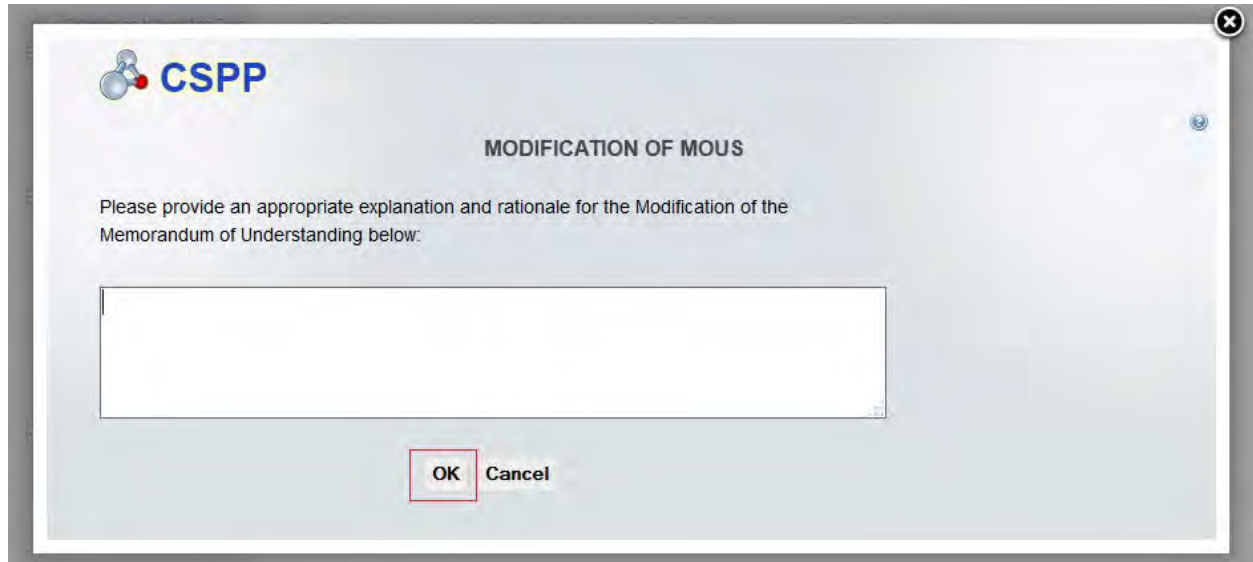 CSPP
MODIFICATION OF MOUS
Please provide an appropriate explanation and rationale for the Modification of the
Memorandum of Understanding below:
OK Cancel